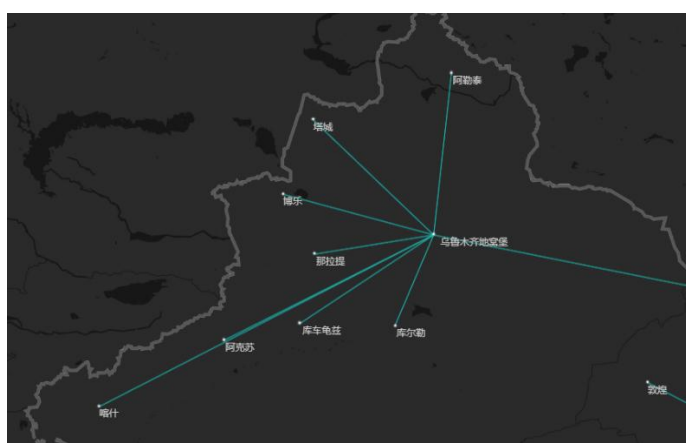 阿勒泰
塔城
博乐
乌鲁木齐地窝堡
那拉提
库车龟兹
库尔勒
阿克苏
敦煌
喀什